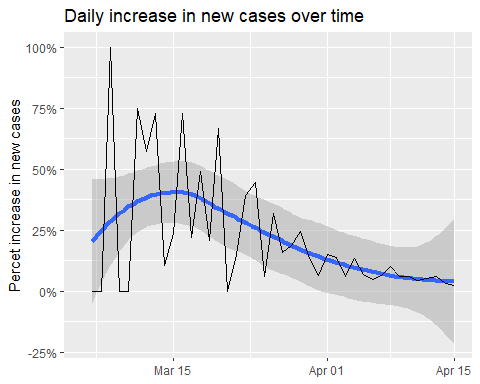 Daily increase in new cases over time
Percet increase in new cases
100%
75%
50%
25%
0%
-25%
Mar 15
Apr 01
Apr 15